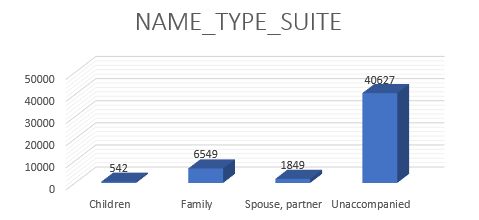 NAME_TYPE_SUITE
50000
40000
30000
20000
10000
0
542
6549
1849
40627
Children
Family
Spouse, partner
Unaccompanied